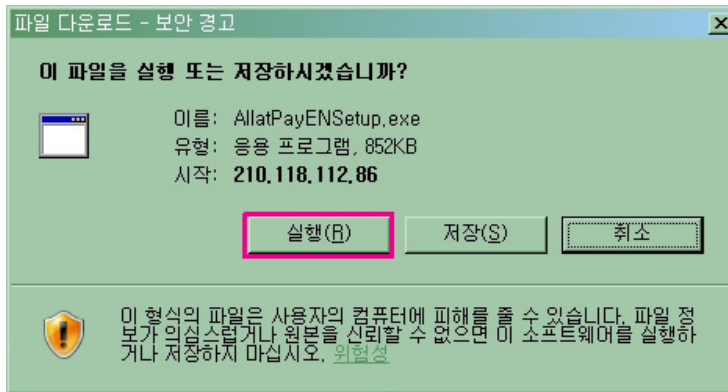 파일 다운로드 - 보안 경고
이 파일을 실행 또는 저장하시겠습니까?
이름: AllatPayENSetup.exe
유형: 응용 프로그램, 852KB
시작: 210.118.112.86
실행(R) 저장(S) 취소
이 형식의 파일은 사용자의 컴퓨터에 피해를 줄 수 있습니다. 파일 정
보가 의심스럽거나 원본을 신뢰할 수 없으면 이 소프트웨어를 실행하
거나 저장하지 마십시오. 위험성